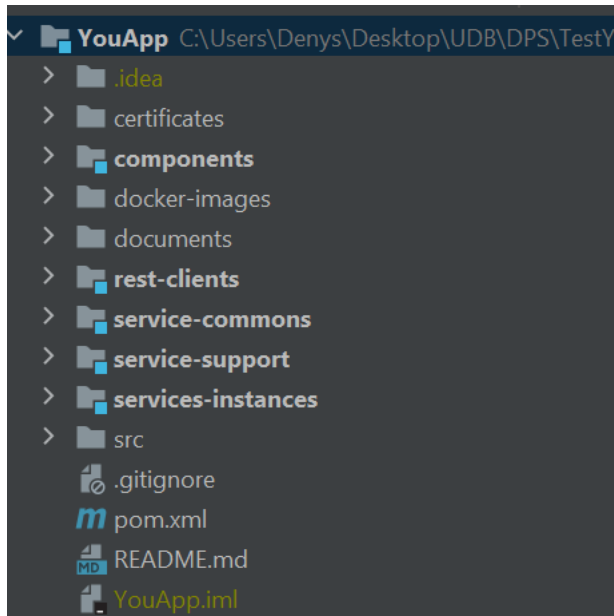 YouApp C:\Users\Denys\Desktop\UDB\DPS\TestY
.idea
certificates
components
docker-images
documents
rest-clients
service-commons
service-support
services-instances
src
.gitignore
m pom.xml
MD README.md
YouApp.iml